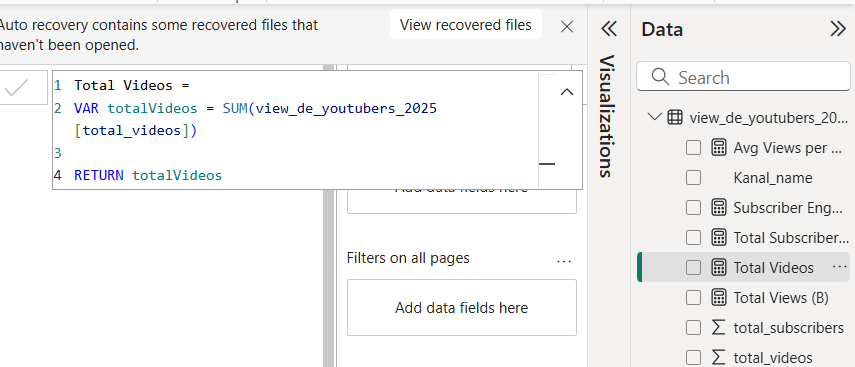 Auto recovery contains some recovered files that
haven't been opened.
View recovered files
1 Total Videos =
2 VAR totalVideos = SUM(view_de_youtubers_2025
[total_videos])
3
4 RETURN totalVideos
Add data fields here
Filters on all pages
...
Add data fields here
Visualizations
Data
Search
view_de_youtubers_20...
Avg Views per ...
Kanal_name
Subscriber Eng...
Total Subscriber...
Total Videos ...
Total Views (B)
total_subscribers
total_videos